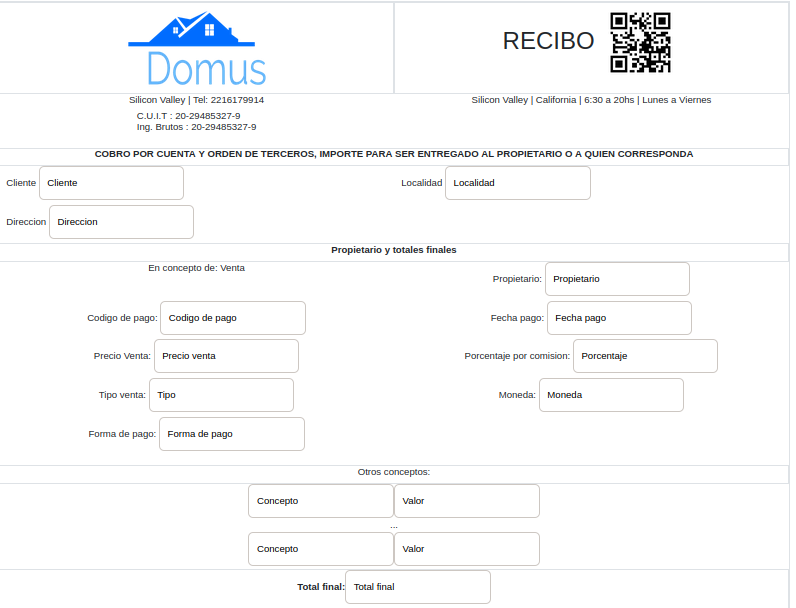 Domus
RECIBO
Silicon Valley | Tel: 2216179914
Silicon Valley | California | 6:30 a 20hs | Lunes a Viernes
C.U.I.T : 20-29485327-9
Ing. Brutos : 20-29485327-9
COBRO POR CUENTA Y ORDEN DE TERCEROS, IMPORTE PARA SER ENTREGADO AL PROPIETARIO O A QUIEN CORRESPONDA
Cliente Cliente
Localidad Localidad
Direccion Direccion
Propietario y totales finales
En concepto de: Venta
Propietario: Propietario
Codigo de pago: Codigo de pago
Fecha pago: Fecha pago
Precio Venta: Precio venta
Porcentaje por comision: Porcentaje
Tipo venta: Tipo
Moneda: Moneda
Forma de pago: Forma de pago
Otros conceptos:
Concepto Valor
...
Concepto Valor
Total final: Total final